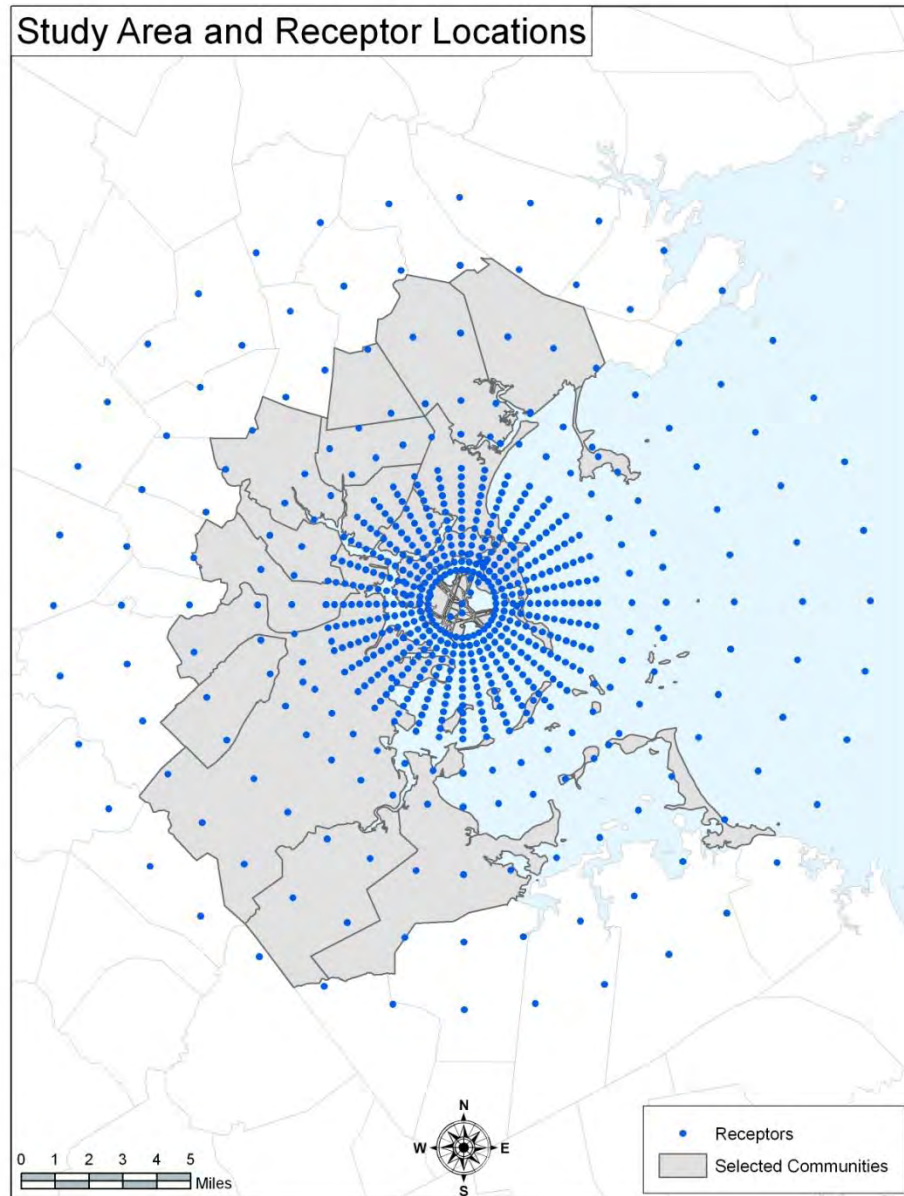 Study Area and Receptor Locations
N
W E
S
0 1 2 3 4 5
Miles
Receptors
Selected Communities